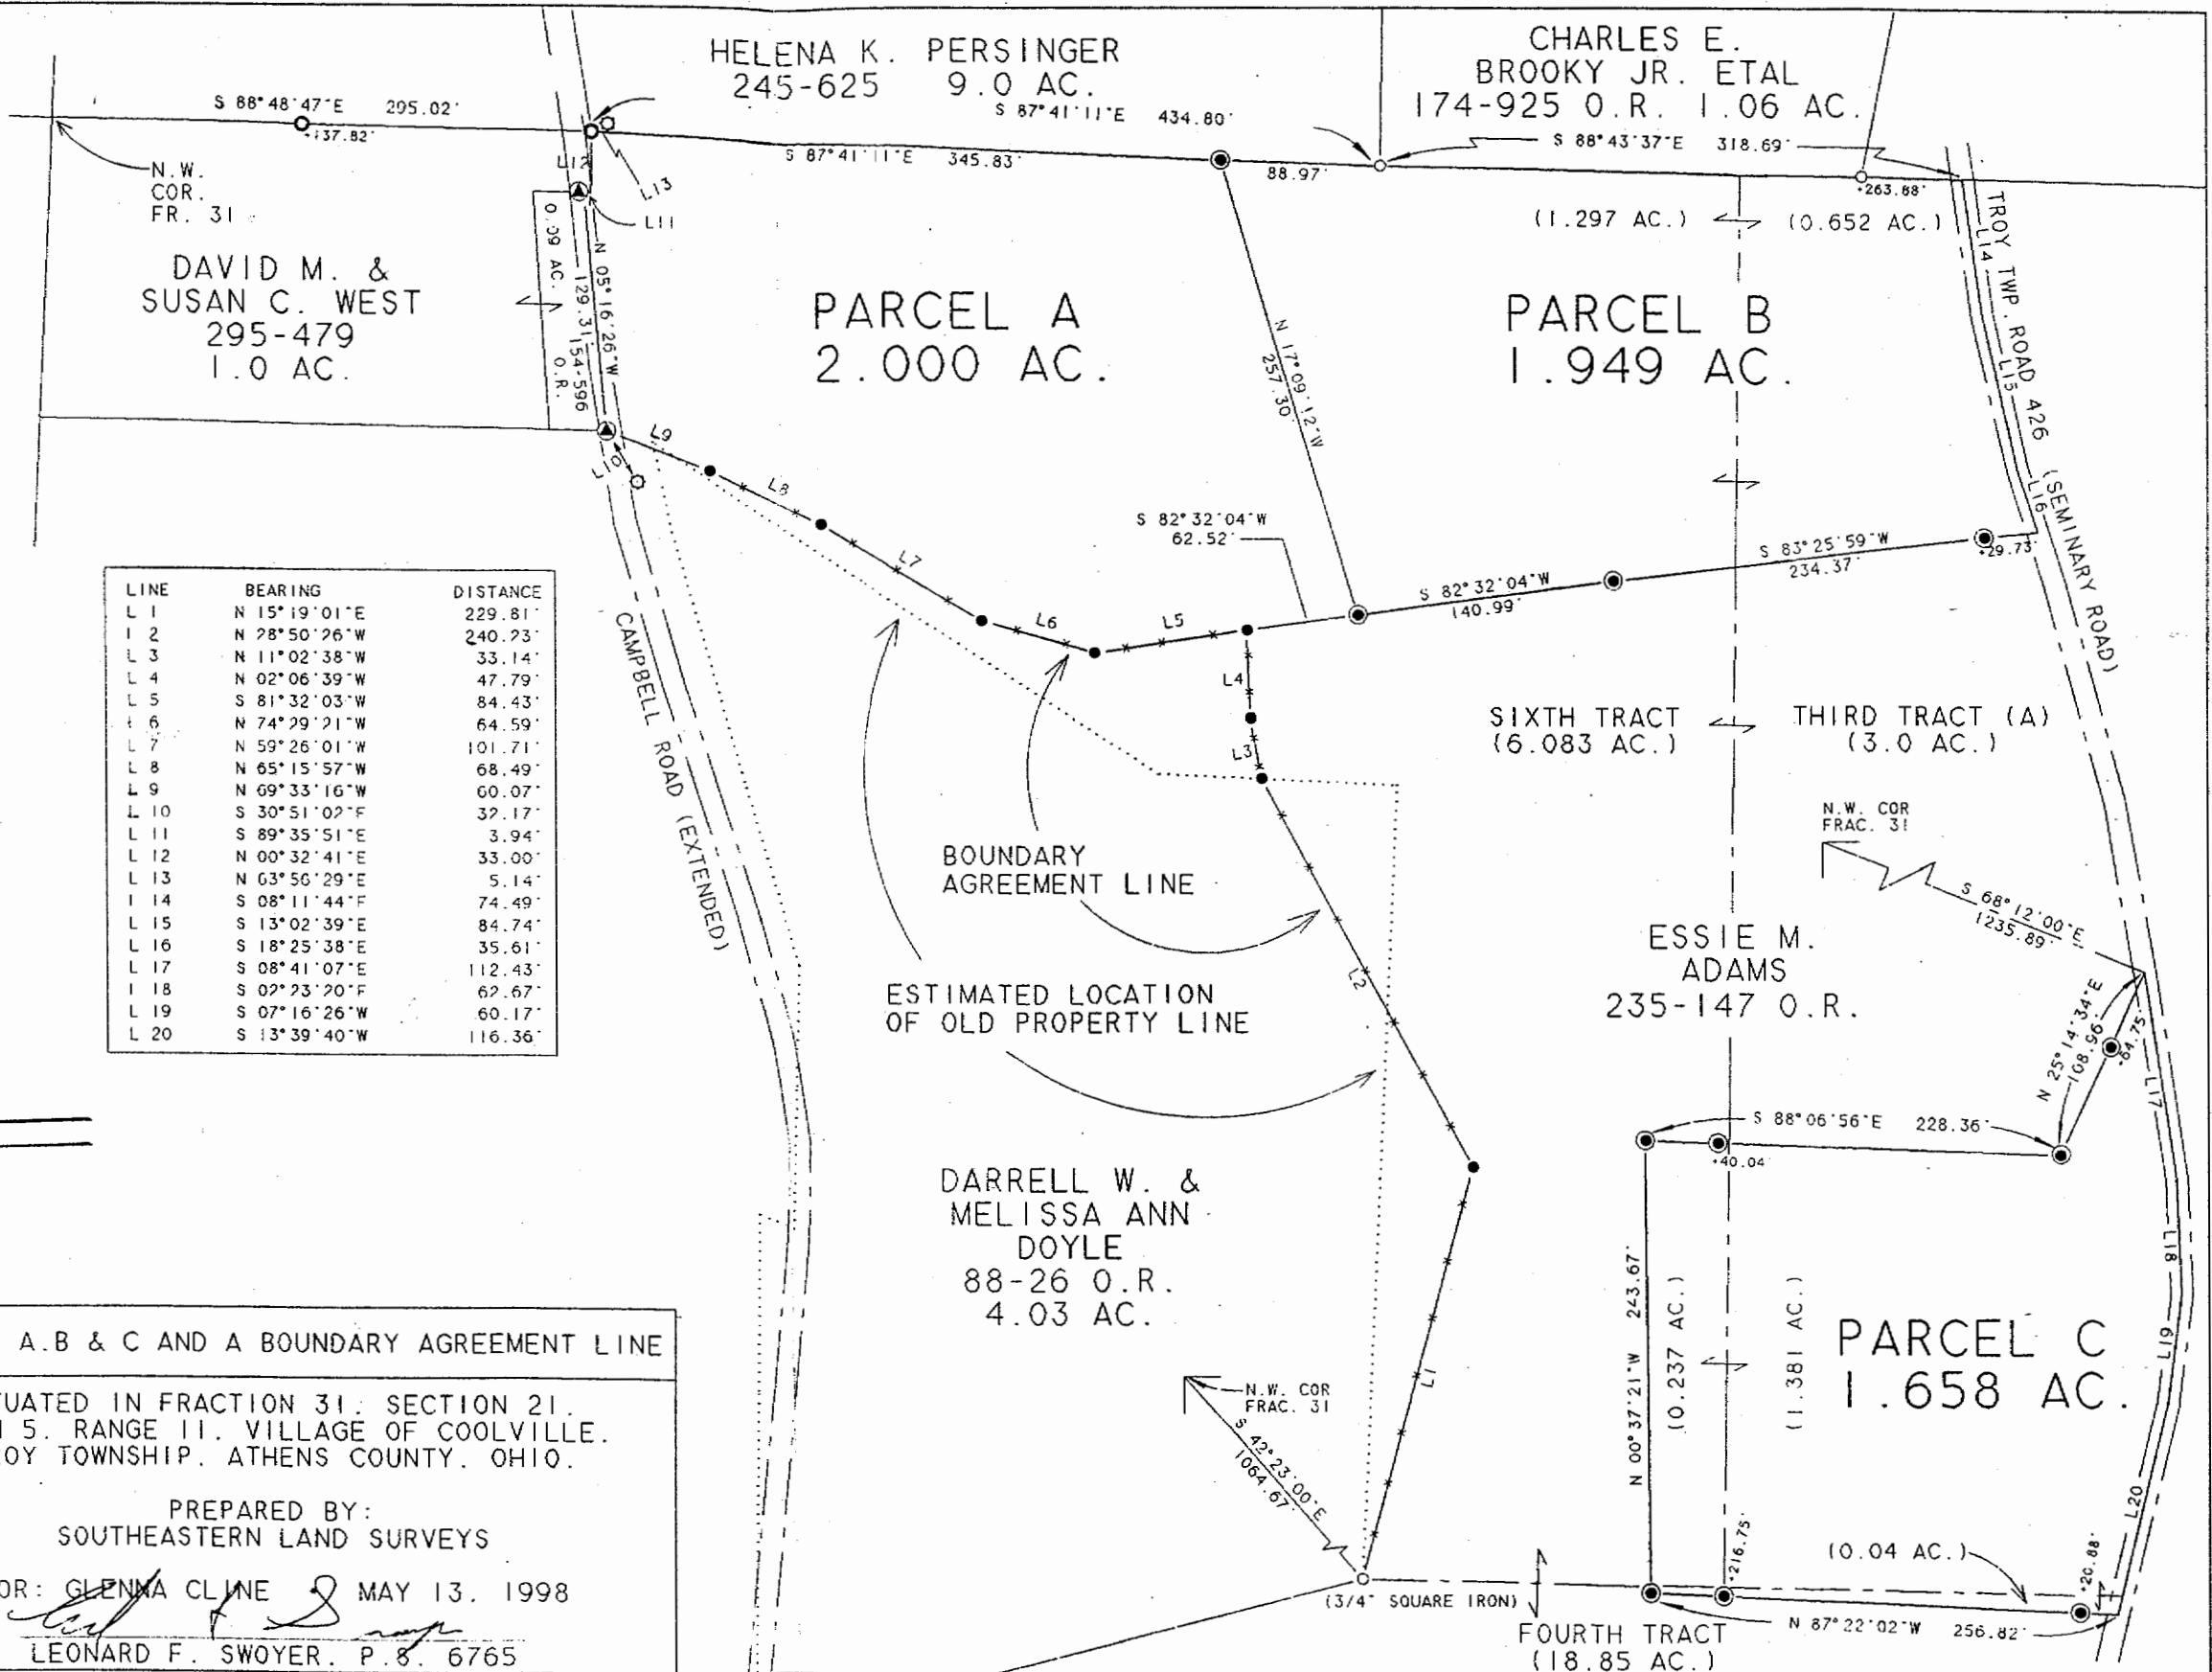 HELENA K. PERSINGER
245-625 9.0 AC.
S 87°41'11"E 434.80'
CHARLES E.
BROOKY JR. ETAL
174-925 O.R. 1.06 AC.
S 88°43'37"E 318.69'
S 88°48'47"E 295.02'
+137.82'
S 87°41'11"E 345.83'
88.97'
+263.88'
N.W.
COR.
FR. 31
L12
L13
L11
DAVID M. &
SUSAN C. WEST
295-479
1.0 AC.
0.09 AC.
154-596
O.R.
129.31'
N 05°16'26"W
PARCEL A
2.000 AC.
N 17°09'12"W
257.30'
(1.297 AC.) (0.652 AC.)
PARCEL B
1.949 AC.
TROY TWP. ROAD 426 (SEMINARY ROAD)
L14
L15
L16
L9
L10
L8
L7
L6
L5
S 82°32'04"W
62.52'
S 82°32'04"W
140.99'
S 83°25'59"W
234.37'
+29.73'
LINE BEARING DISTANCE
L 1 N 15°19'01"E 229.81'
L 2 N 28°50'26"W 240.23'
L 3 N 11°02'38"W 33.14'
L 4 N 02°06'39"W 47.79'
L 5 S 81°32'03"W 84.43'
L 6 N 74°29'21"W 64.59'
L 7 N 59°26'01"W 101.71'
L 8 N 65°15'57"W 68.49'
L 9 N 69°33'16"W 60.07'
L 10 S 30°51'02"E 32.17'
L 11 S 89°35'51"E 3.94'
L 12 N 00°32'41"E 33.00'
L 13 N 63°56'29"E 5.14'
L 14 S 08°11'44"E 74.49'
L 15 S 13°02'39"E 84.74'
L 16 S 18°25'38"E 35.61'
L 17 S 08°41'07"E 112.43'
L 18 S 02°23'20"E 62.67'
L 19 S 07°16'26"W 60.17'
L 20 S 13°39'40"W 116.36'
CAMPBELL ROAD (EXTENDED)
L4
L3
SIXTH TRACT
(6.083 AC.)
THIRD TRACT (A)
(3.0 AC.)
N.W. COR
FRAC. 31
S 68°12'00"E
1235.89'
BOUNDARY
AGREEMENT LINE
L2
ESTIMATED LOCATION
OF OLD PROPERTY LINE
ESSIE M.
ADAMS
235-147 O.R.
N 25°14'34"E
108.96'
+64.75'
L17
S 88°06'56"E 228.36'
+40.04'
DARRELL W. &
MELISSA ANN
DOYLE
88-26 O.R.
4.03 AC.
N.W. COR
FRAC. 31
S 42°23'00"E
1064.67'
L1
N 00°37'21"W 243.67'
(0.237 AC.)
(1.381 AC.)
PARCEL C
1.658 AC.
L18
L19
L20
+216.75'
(0.04 AC.)
+20.88'
(3/4" SQUARE IRON)
N 87°22'02"W 256.82'
FOURTH TRACT
(18.85 AC.)
A.B & C AND A BOUNDARY AGREEMENT LINE
TUATED IN FRACTION 31. SECTION 21.
N 5. RANGE 11. VILLAGE OF COOLVILLE.
OY TOWNSHIP. ATHENS COUNTY. OHIO.
PREPARED BY:
SOUTHEASTERN LAND SURVEYS
OR: GLENNA CLINE MAY 13. 1998
LEONARD F. SWOYER. P.S. 6765